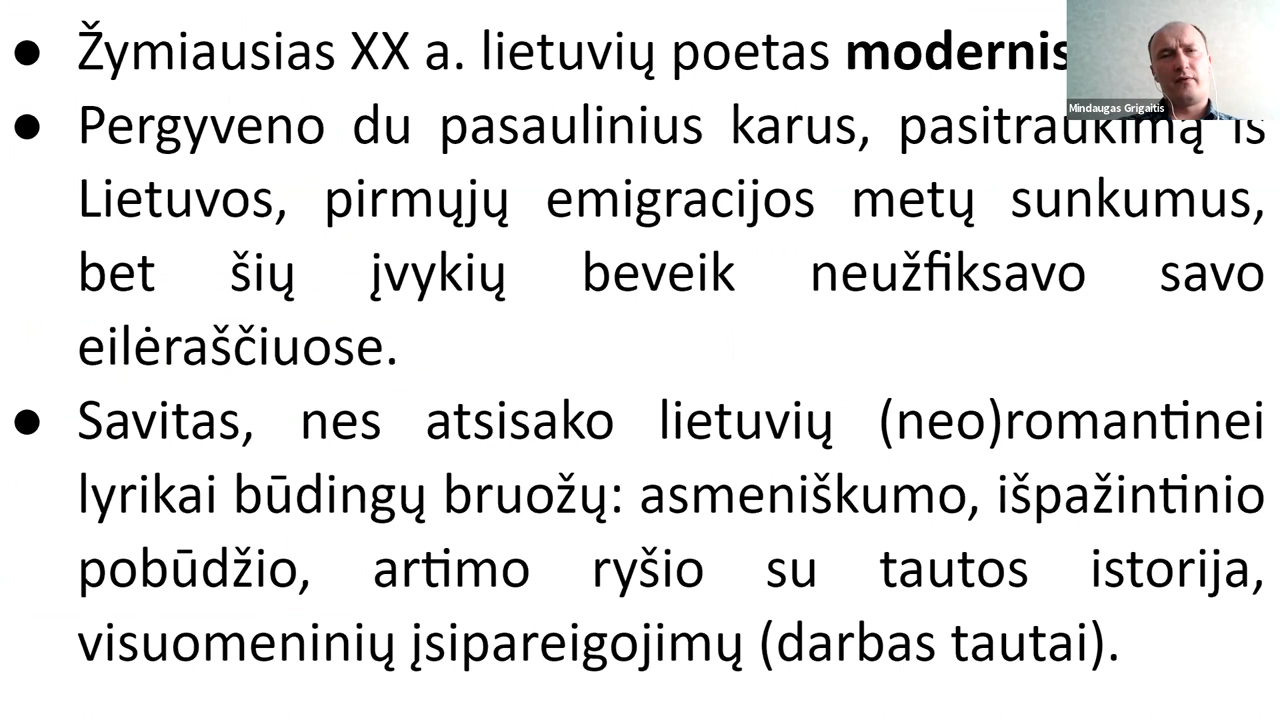 ● Žymiausias XX a. lietuvių poetas
Mindaugas Grigaitis
● Pergyveno du pasaulinius karus, pasitraukimą iš
Lietuvos, pirmųjų emigracijos metų sunkumus,
bet šių įvykių beveik neužfiksavo savo
eilėraščiuose.
● Savitas, nes atsisako lietuvių (neo)romantinei
lyrikai būdingų bruožų: asmeniškumo, išpažintinio
pobūdžio, artimo ryšio su tautos istorija,
visuomeninių įsipareigojimų (darbas tautai).